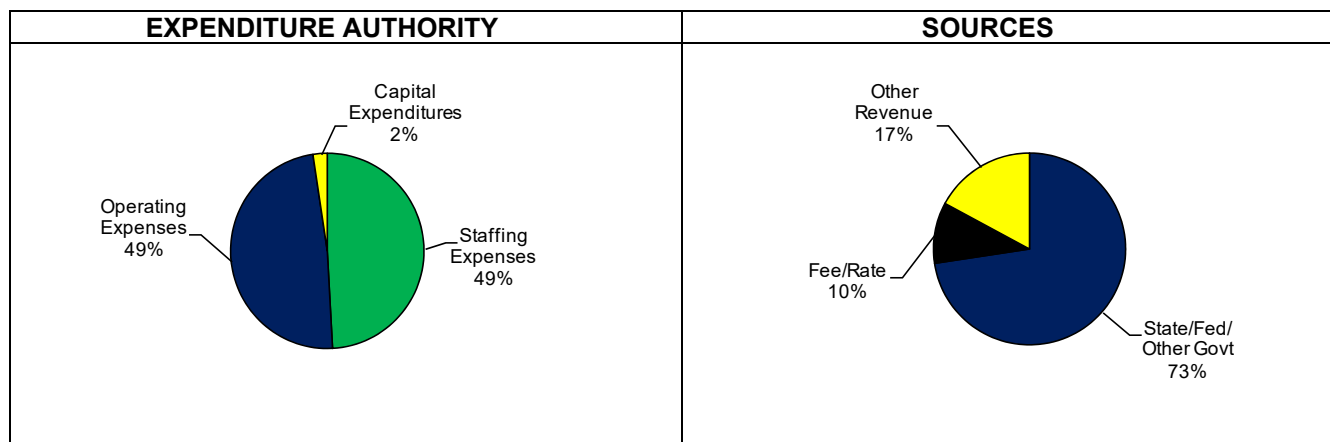 EXPENDITURE AUTHORITY
SOURCES
Capital
Expenditures
2%
Operating
Expenses
49%
Staffing
Expenses
49%
Other
Revenue
17%
Fee/Rate
10%
State/Fed/
Other Govt
73%